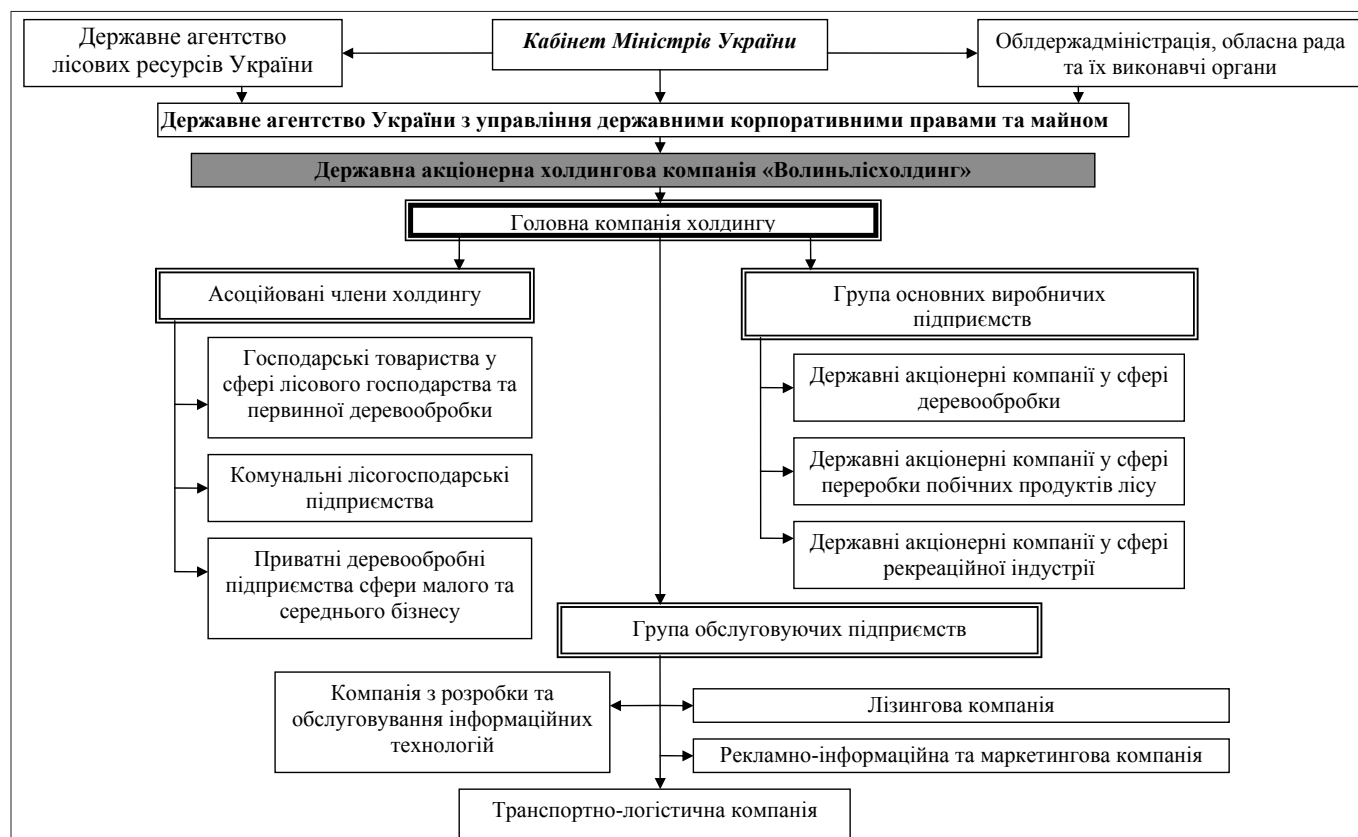 Державне агентство
лісових ресурсів України
Кабінет Міністрів України
Облдержадміністрація, обласна рада
та їх виконавчі органи
Державне агентство України з управління державними корпоративними правами та майном
Державна акціонерна холдингова компанія «Волиньлісхолдинг»
Головна компанія холдингу
Асоційовані члени холдингу
Група основних виробничих
підприємств
Господарські товариства у
сфері лісового господарства та
первинної деревообробки
Державні акціонерні компанії у сфері
деревообробки
Комунальні лісогосподарські
підприємства
Державні акціонерні компанії у сфері
переробки побічних продуктів лісу
Приватні деревообробні
підприємства сфери малого та
середнього бізнесу
Державні акціонерні компанії у сфері
рекреаційної індустрії
Група обслуговуючих підприємств
Компанія з розробки та
обслуговування інформаційних
технологій
Лізингова компанія
Рекламно-інформаційна та маркетингова компанія
Транспортно-логістична компанія